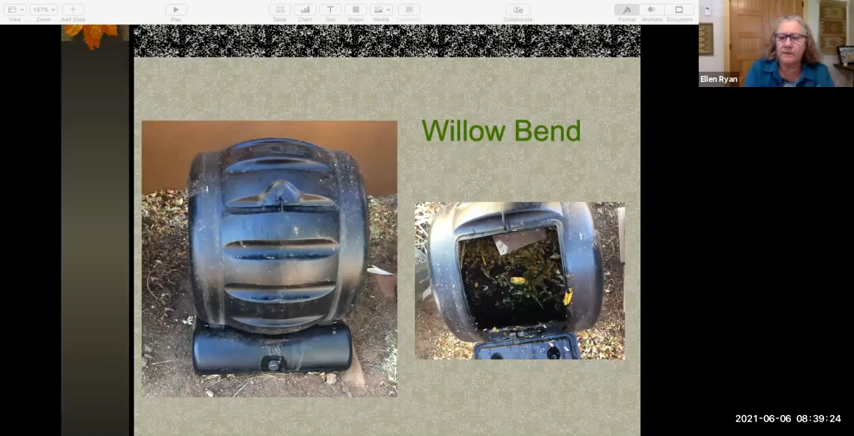 View
167%
Zoom
Add Slide
Play
Table
Chart
Text
Shape
Media
Comment
Collaborate
Format
Animate
Document
Ellen Ryan
Willow Bend
2021-06-06 08:39:24